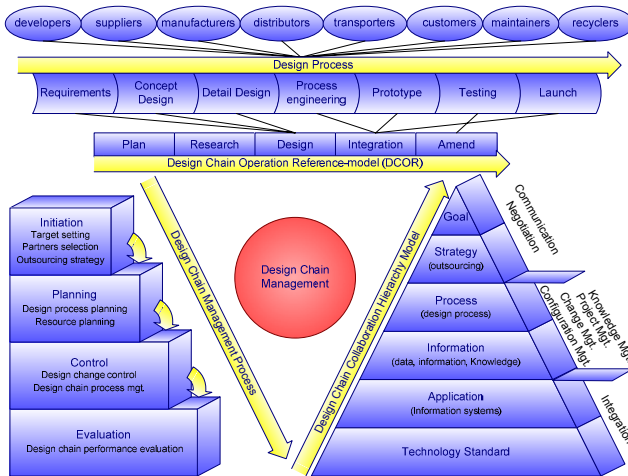 developers suppliers manufacturers distributors transporters customers maintainers recyclers
Design Process
Requirements Concept Design Detail Design Process engineering Prototype Testing Launch
Plan Research Design Integration Amend
Design Chain Operation Reference-model (DCOR)
Initiation
Target setting
Partners selection
Outsourcing strategy
Planning
Design process planning
Resource planning
Control
Design change control
Design chain process mgt.
Evaluation
Design chain performance evaluation
Design Chain Management Process
Design Chain
Management
Design Chain Collaboration Hierarchy Model
Goal
Strategy
(outsourcing)
Process
(design process)
Information
(data, information, Knowledge)
Application
(Information systems)
Technology Standard
Communication
Negotiation
Knowledge Mgt.
Project Mgt.
Change Mgt.
Configuration Mgt.
Integration